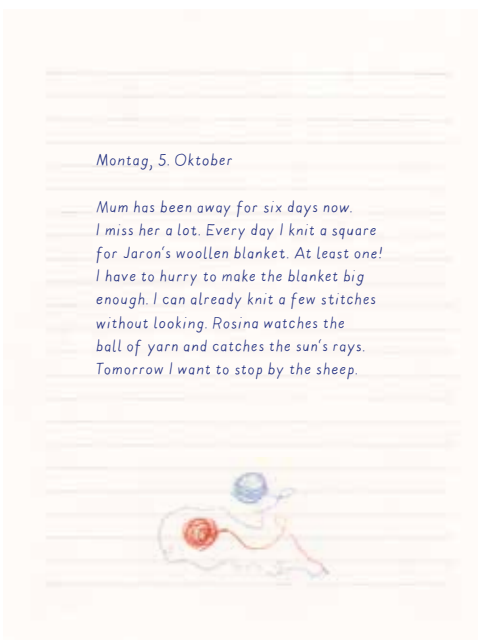 Montag, 5. Oktober
Mum has been away for six days now.
I miss her a lot. Every day I knit a square
for Jaron's woollen blanket. At least one!
I have to hurry to make the blanket big
enough. I can already knit a few stitches
without looking. Rosina watches the
ball of yarn and catches the sun's rays.
Tomorrow I want to stop by the sheep.